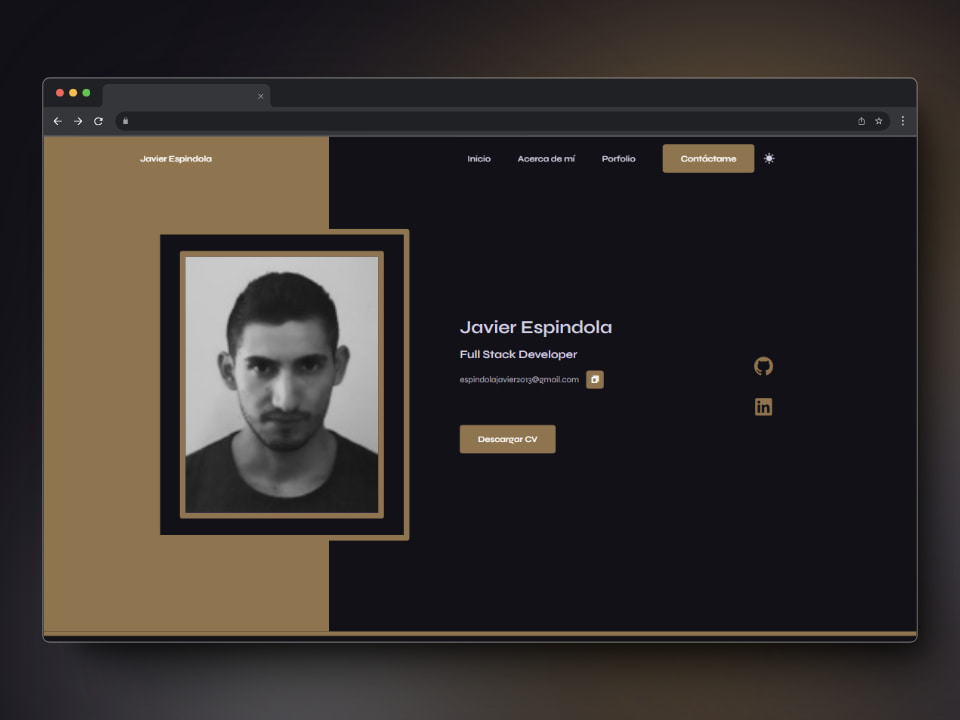 Javier Espindola
Inicio
Acerca de mí
Porfolio
Contáctame
Javier Espindola
Full Stack Developer
espindolajavier2013@gmail.com
Descargar CV